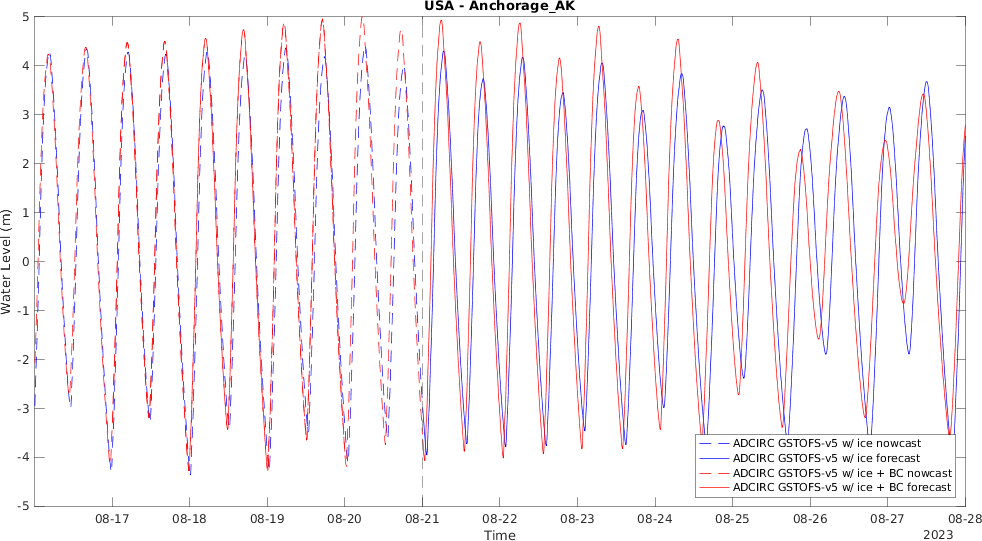 USA - Anchorage_AK
5
4
3
2
1
0
-1
-2
-3
-4
-5
Water Level (m)
ADCIRC GSTOFS-v5 w/ ice nowcast
ADCIRC GSTOFS-v5 w/ ice forecast
ADCIRC GSTOFS-v5 w/ ice + BC nowcast
ADCIRC GSTOFS-v5 w/ ice + BC forecast
08-17 08-18 08-19 08-20 08-21 08-22 08-23 08-24 08-25 08-26 08-27 08-28
Time
2023